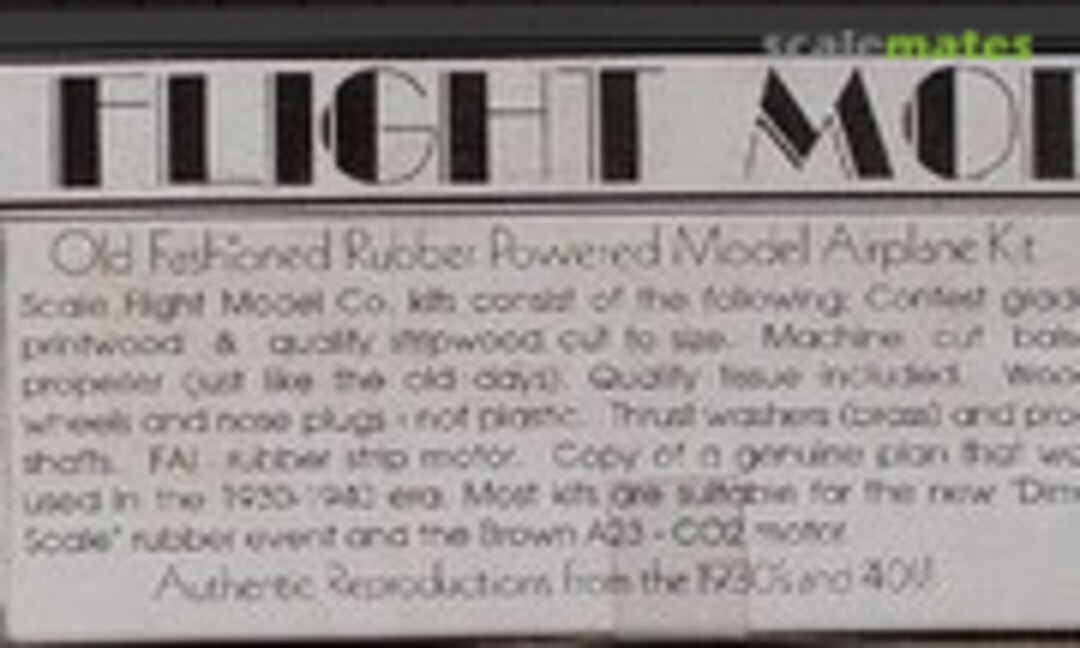 scalemates
FLIGHT MO
Old Fashioned Rubber Powered Model Airplane Kit
Scale Flight Model Co. kits consist of the following: Contest grade
printwood & quality stripwood cut to size. Machine cut balsa
propeller (just like the old days). Quality tissue included.
wheels and nose plugs - not plastic. Thrust washers (brass) and
shafts. FAI rubber strip motor. Copy of a genuine plan that
used in the 1930-1940 era. Most kits are suitable for the new "Dime
Scale" rubber event and the Brown A23 - CO2 motor.
Authentic Reproductions from the 1930's and 40's!